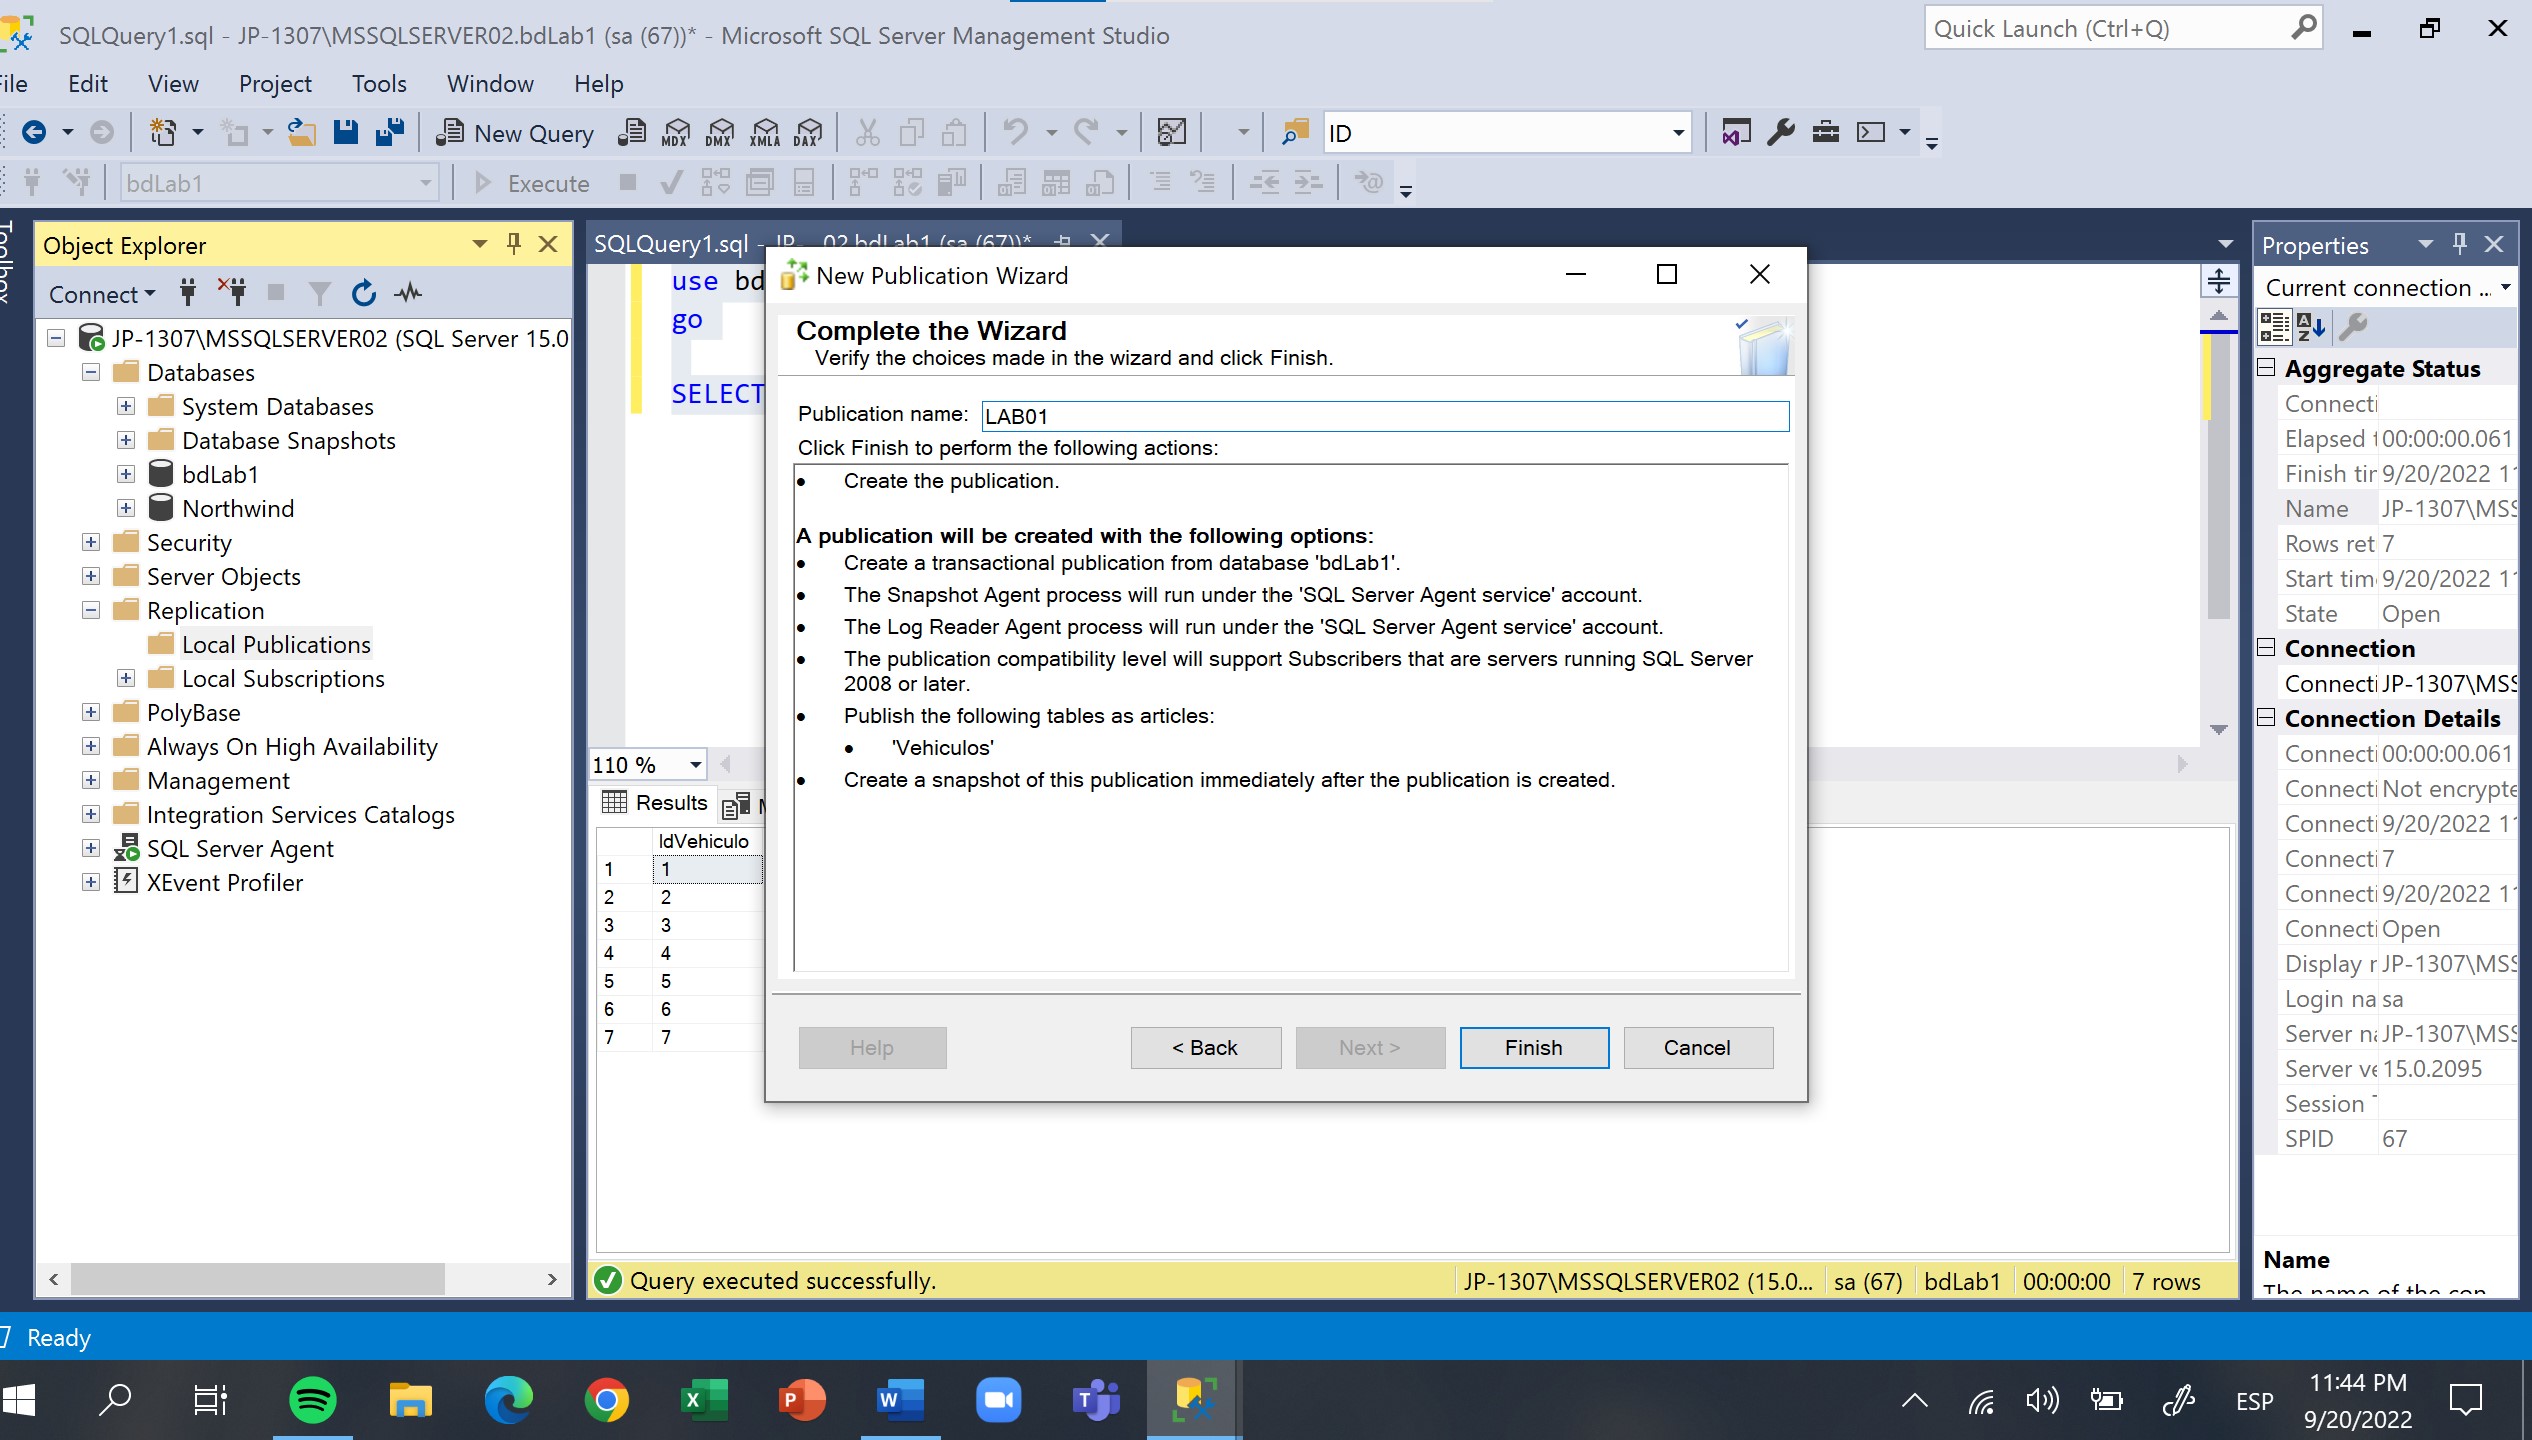 SQLQuery1.sql - JP-1307\MSSQLSERVER02.bdLab1 (sa (67))* - Microsoft SQL Server Management Studio
Quick Launch (Ctrl+Q)
File Edit View Project Tools Window Help
New Query MDX DMX XMLA DAX ID
bdLab1 Execute
Toolbox
Object Explorer
Connect
JP-1307\MSSQLSERVER02 (SQL Server 15.0
Databases
System Databases
Database Snapshots
bdLab1
Northwind
Security
Server Objects
Replication
Local Publications
Local Subscriptions
PolyBase
Always On High Availability
Management
Integration Services Catalogs
SQL Server Agent
XEvent Profiler
SQLQuery1.sql - JP-...02.bdLab1 (sa (67))*
use bd
go
SELECT
110 %
Results
IdVehiculo
1 1
2 2
3 3
4 4
5 5
6 6
7 7
New Publication Wizard
Complete the Wizard
Verify the choices made in the wizard and click Finish.
Publication name: LAB01
Click Finish to perform the following actions:
• Create the publication.
A publication will be created with the following options:
• Create a transactional publication from database 'bdLab1'.
• The Snapshot Agent process will run under the 'SQL Server Agent service' account.
• The Log Reader Agent process will run under the 'SQL Server Agent service' account.
• The publication compatibility level will support Subscribers that are servers running SQL Server
2008 or later.
• Publish the following tables as articles:
• 'Vehiculos'
• Create a snapshot of this publication immediately after the publication is created.
Help < Back Next > Finish Cancel
Query executed successfully. JP-1307\MSSQLSERVER02 (15.0... sa (67) bdLab1 00:00:00 7 rows
Properties
Current connection ...
Aggregate Status
Connecti
Elapsed t 00:00:00.061
Finish tim 9/20/2022 11
Name JP-1307\MSS
Rows ret 7
Start time 9/20/2022 11
State Open
Connection
Connecti JP-1307\MSS
Connection Details
Connecti 00:00:00.061
Connecti Not encrypte
Connecti 9/20/2022 11
Connecti 7
Connecti 9/20/2022 11
Connecti Open
Display n JP-1307\MSS
Login na sa
Server na JP-1307\MSS
Server ve 15.0.2095
Session T
SPID 67
Name
The name of the con
Ready
ESP
11:44 PM
9/20/2022